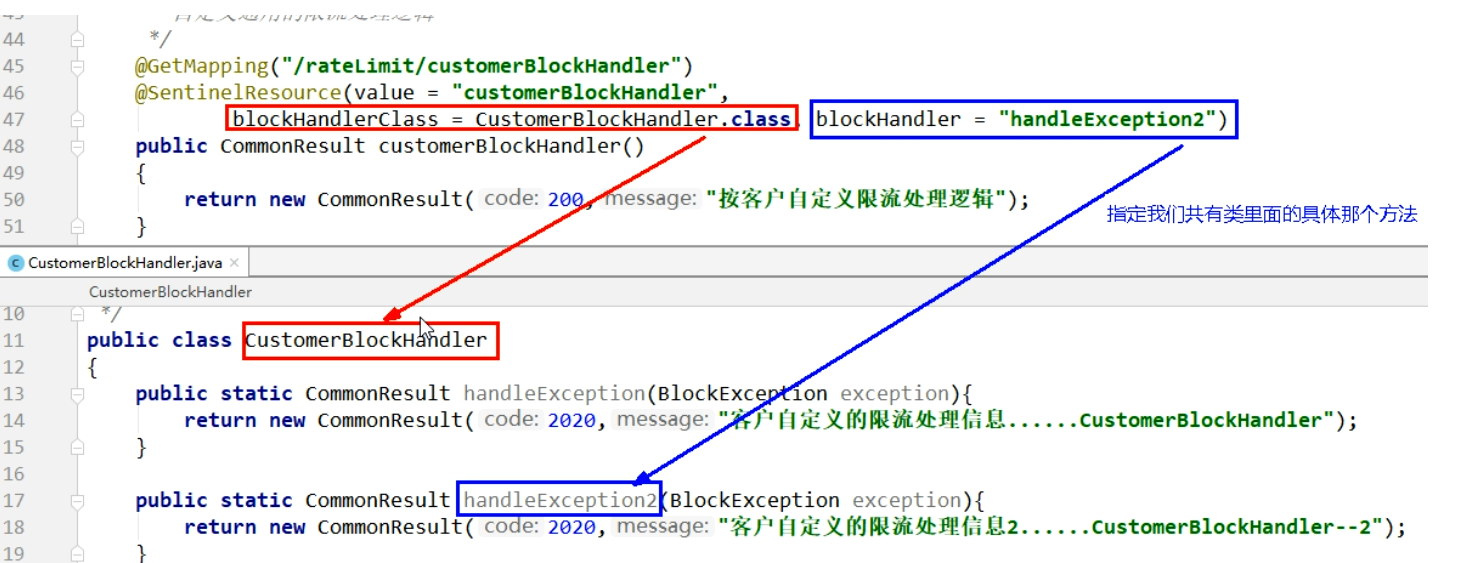 44 */
45 @GetMapping("/rateLimit/customerBlockHandler")
46 @SentinelResource(value = "customerBlockHandler",
47 blockHandlerClass = CustomerBlockHandler.class, blockHandler = "handleException2")
48 public CommonResult customerBlockHandler()
49 {
50 return new CommonResult( code: 200, message: "按客户自定义限流处理逻辑");
指定我们共有类里面的具体那个方法
51 }
CustomerBlockHandler.java ×
CustomerBlockHandler
10 */
11 public class CustomerBlockHandler
12 {
13 public static CommonResult handleException(BlockException exception){
14 return new CommonResult( code: 2020, message: "客户自定义的限流处理信息......CustomerBlockHandler");
15 }
16
17 public static CommonResult handleException2(BlockException exception){
18 return new CommonResult( code: 2020, message: "客户自定义的限流处理信息2......CustomerBlockHandler--2");
19 }